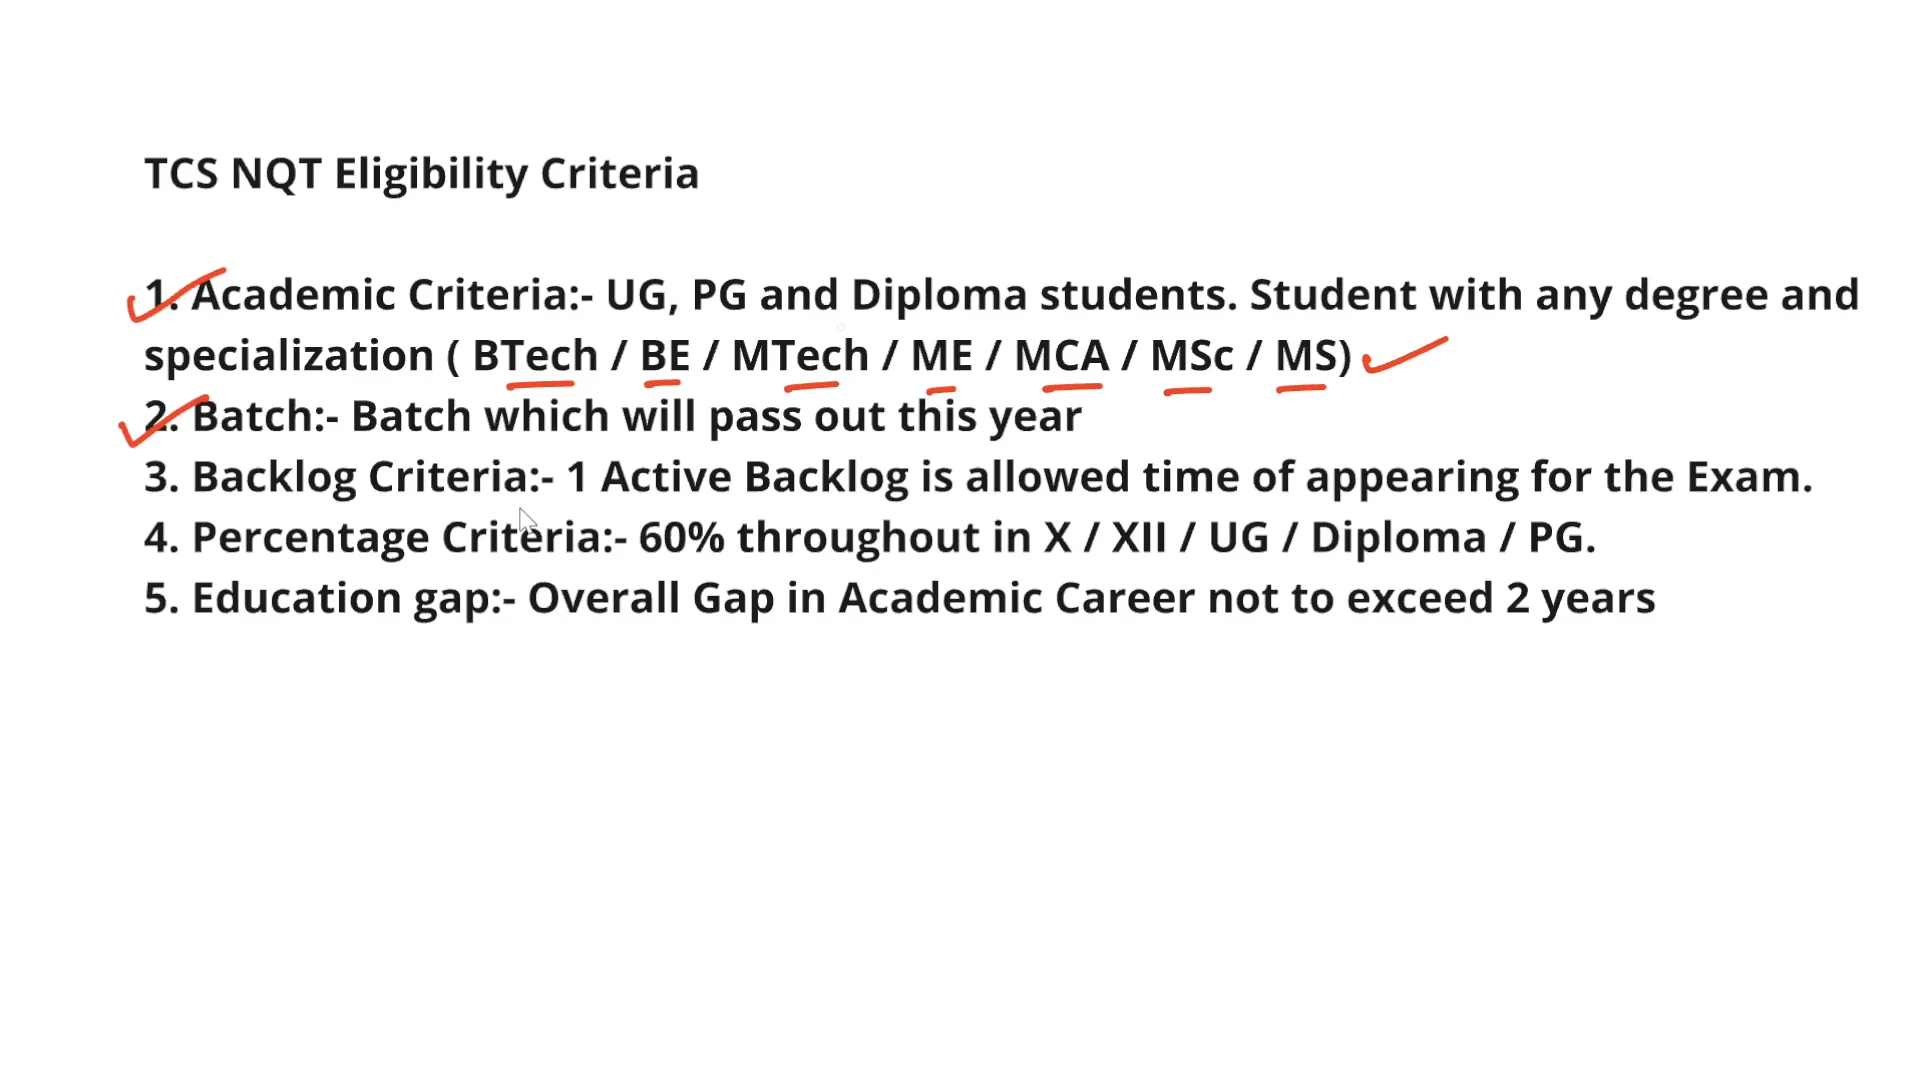 TCS NQT Eligibility Criteria
1. Academic Criteria:- UG, PG and Diploma students. Student with any degree and
specialization ( BTech / BE / MTech / ME / MCA / MSc / MS)
2. Batch:- Batch which will pass out this year
3. Backlog Criteria:- 1 Active Backlog is allowed time of appearing for the Exam.
4. Percentage Criteria:- 60% throughout in X / XII / UG / Diploma / PG.
5. Education gap:- Overall Gap in Academic Career not to exceed 2 years